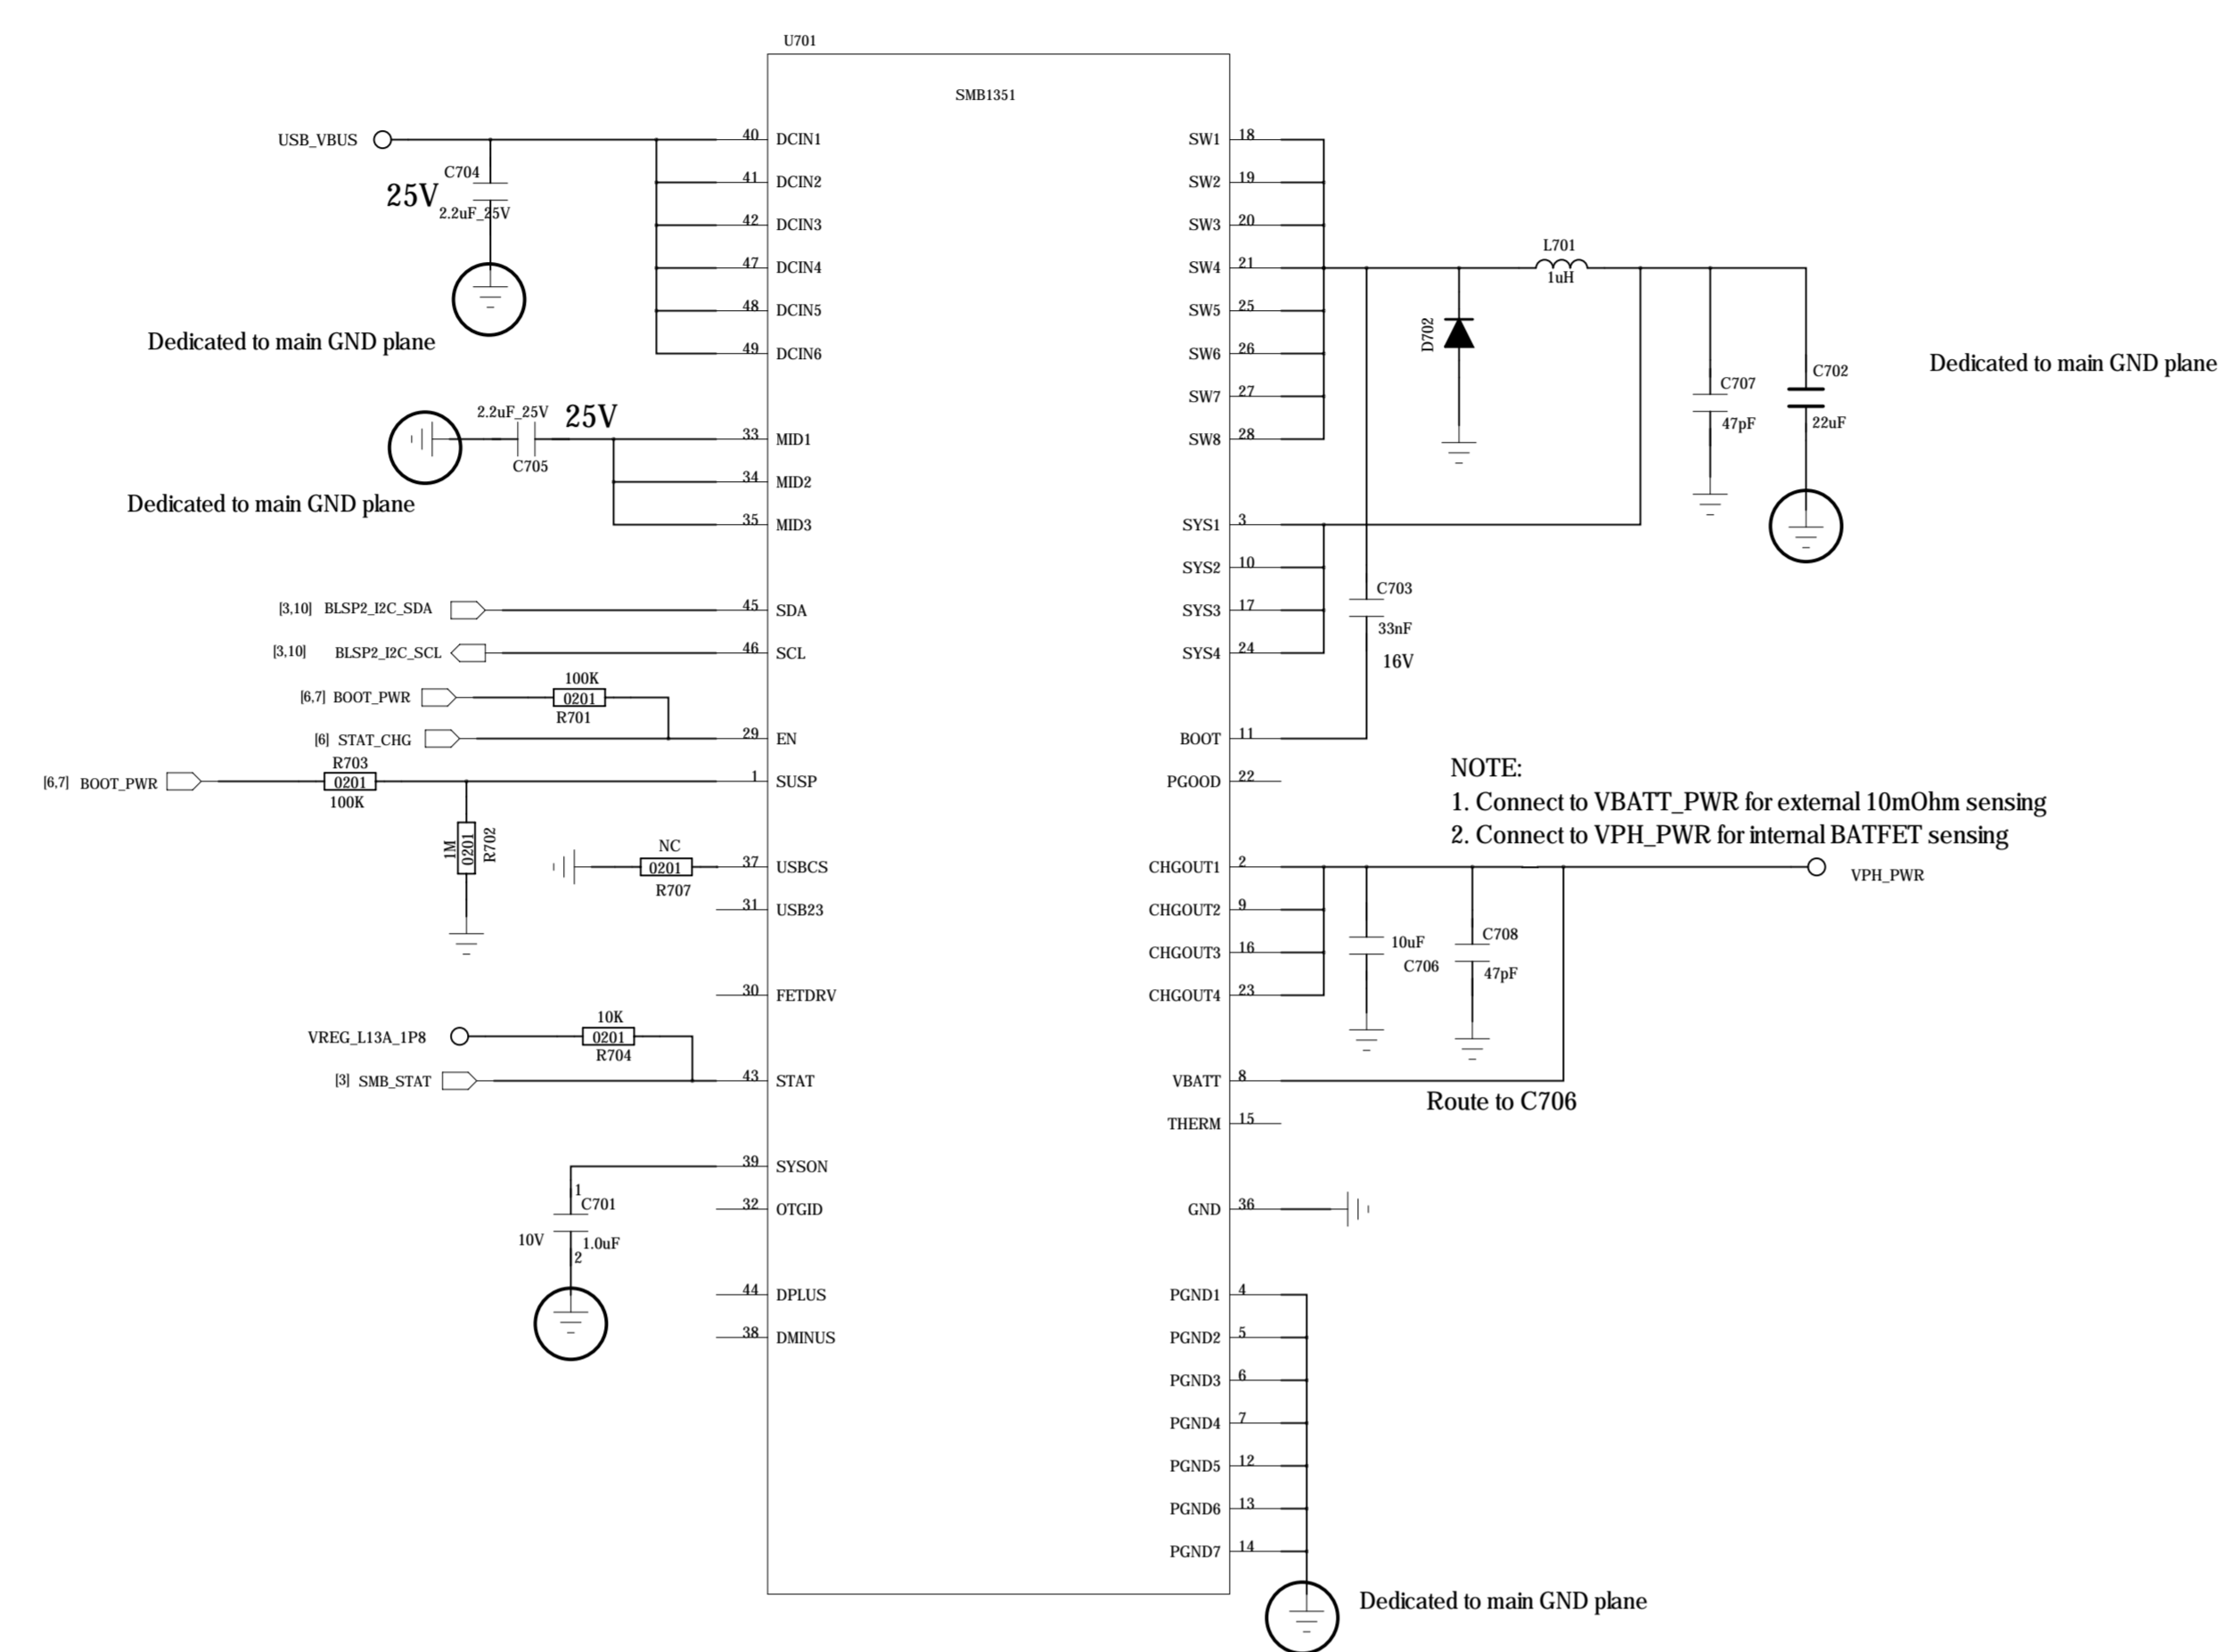 U701
SMB1351
USB_VBUS
C704
25V
2.2uF_25V
Dedicated to main GND plane
40 DCIN1
41 DCIN2
42 DCIN3
47 DCIN4
48 DCIN5
49 DCIN6
2.2uF_25V
25V
C705
Dedicated to main GND plane
33 MID1
34 MID2
35 MID3
[3,10] BLSP2_I2C_SDA
45 SDA
[3,10] BLSP2_I2C_SCL
46 SCL
100K
[6,7] BOOT_PWR
0201
R701
[6] STAT_CHG
29 EN
R703
[6,7] BOOT_PWR
0201
100K
1 SUSP
1M
0201
R702
NC
0201
R707
37 USBCS
31 USB23
30 FETDRV
10K
VREG_L13A_1P8
0201
R704
[3] SMB_STAT
43 STAT
39 SYSON
1
C701
10V
1.0uF
2
32 OTGID
44 DPLUS
38 DMINUS
SW1 18
SW2 19
SW3 20
SW4 21
SW5 25
SW6 26
SW7 27
SW8 28
L701
1uH
D702
C707
47pF
C702
22uF
Dedicated to main GND plane
SYS1 3
SYS2 10
SYS3 17
SYS4 24
C703
33nF
16V
BOOT 11
PGOOD 22
NOTE:
1. Connect to VBATT_PWR for external 10mOhm sensing
2. Connect to VPH_PWR for internal BATFET sensing
CHGOUT1 2
VPH_PWR
CHGOUT2 9
CHGOUT3 16
CHGOUT4 23
10uF
C706
C708
47pF
VBATT 8
Route to C706
THERM 15
GND 36
PGND1 4
PGND2 5
PGND3 6
PGND4 7
PGND5 12
PGND6 13
PGND7 14
Dedicated to main GND plane